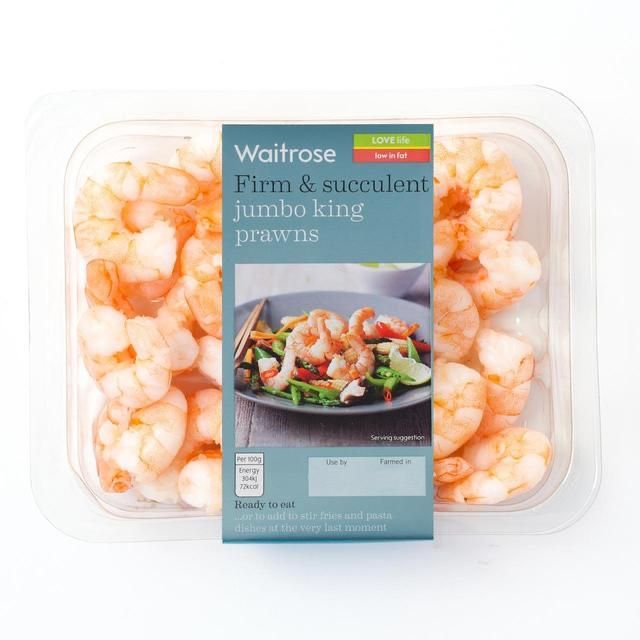 Waitrose
LOVE life
low in fat
Firm & succulent
jumbo king
prawns
Serving suggestion
Per 100g
Energy
304kJ
72kcal
Use by Farmed in
Ready to eat
...or to add to stir fries and pasta
dishes at the very last moment